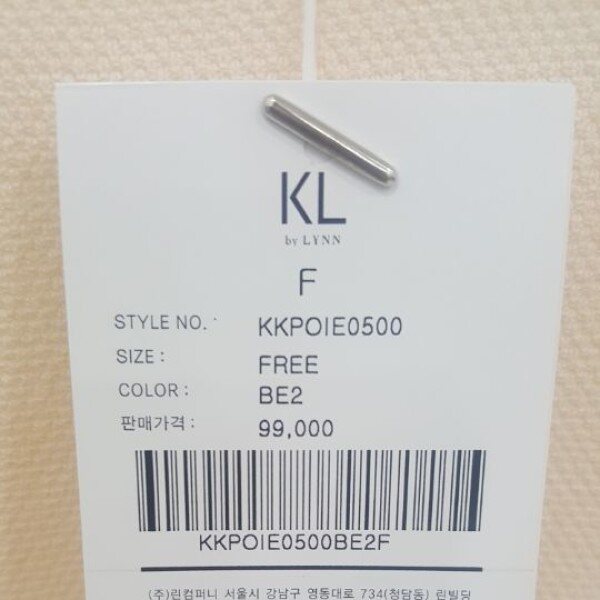 KL
by LYNN
F
STYLE NO. KKPOIE0500
SIZE : FREE
COLOR : BE2
판매가격 : 99,000
KKPOIE0500BE2F
(주)린컴퍼니 서울시 강남구 영동대로 734(청담동) 린빌딩